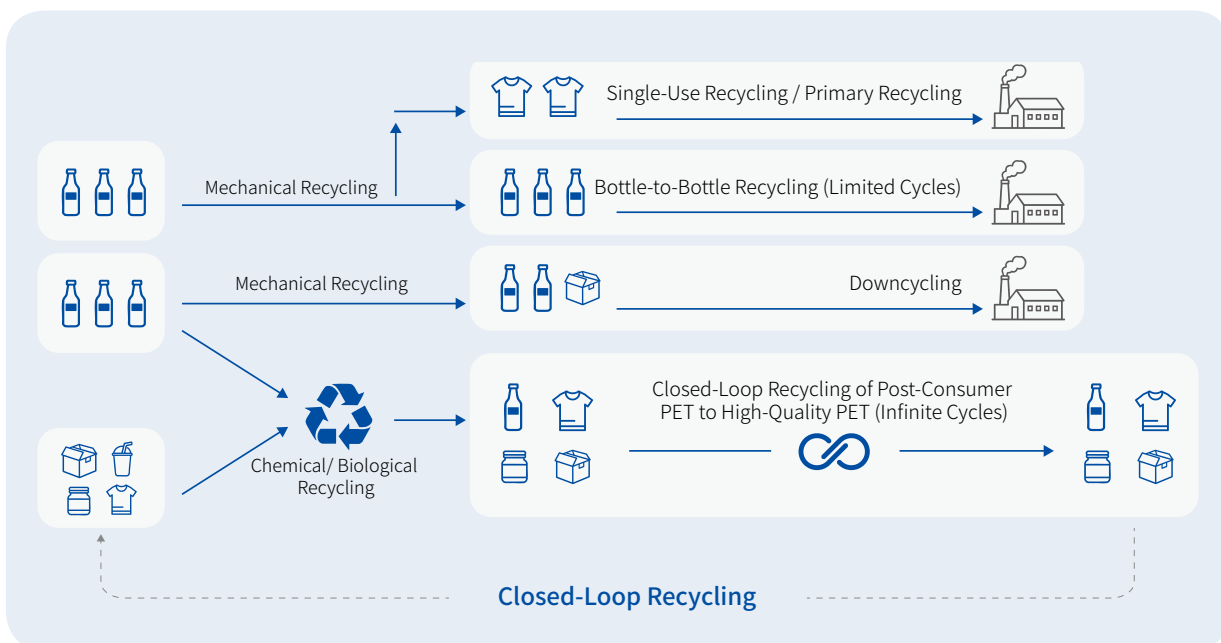 Single-Use Recycling / Primary Recycling
Mechanical Recycling
Bottle-to-Bottle Recycling (Limited Cycles)
Mechanical Recycling
Downcycling
Closed-Loop Recycling of Post-Consumer
PET to High-Quality PET (Infinite Cycles)
Chemical/ Biological
Recycling
Closed-Loop Recycling